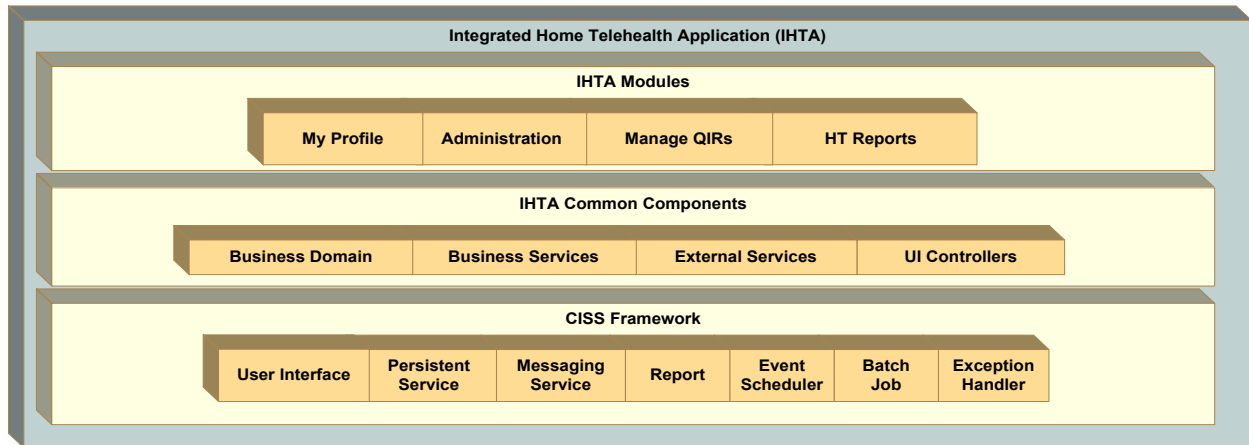 Integrated Home Telehealth Application (IHTA)
IHTA Modules
My Profile
Administration
Manage QIRs
HT Reports
IHTA Common Components
Business Domain
Business Services
External Services
UI Controllers
CISS Framework
User Interface
Persistent
Service
Messaging
Service
Report
Event
Scheduler
Batch
Job
Exception
Handler